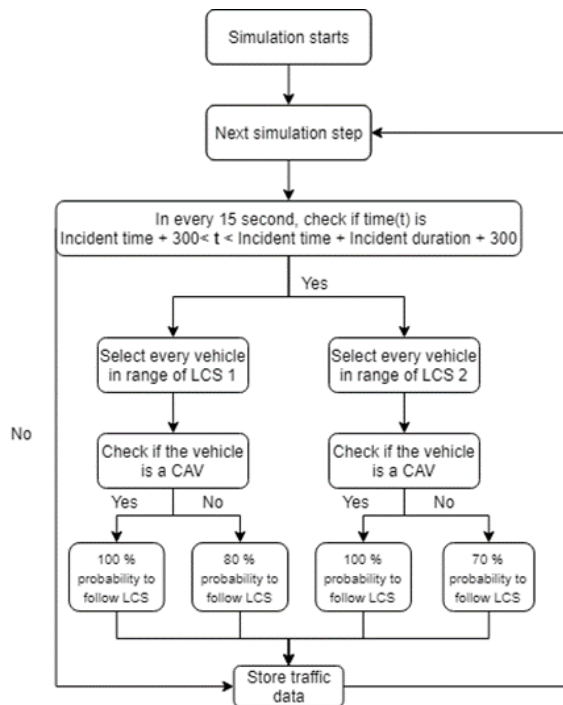 Simulation starts
Next simulation step
In every 15 second, check if time(t) is
Incident time + 300< t < Incident time + Incident duration + 300
Yes
Select every vehicle
in range of LCS 1
Select every vehicle
in range of LCS 2
No
Check if the vehicle
is a CAV
Check if the vehicle
is a CAV
Yes
No
Yes
No
100 %
probability to
follow LCS
80 %
probability to
follow LCS
100 %
probability to
follow LCS
70 %
probability to
follow LCS
Store traffic
data